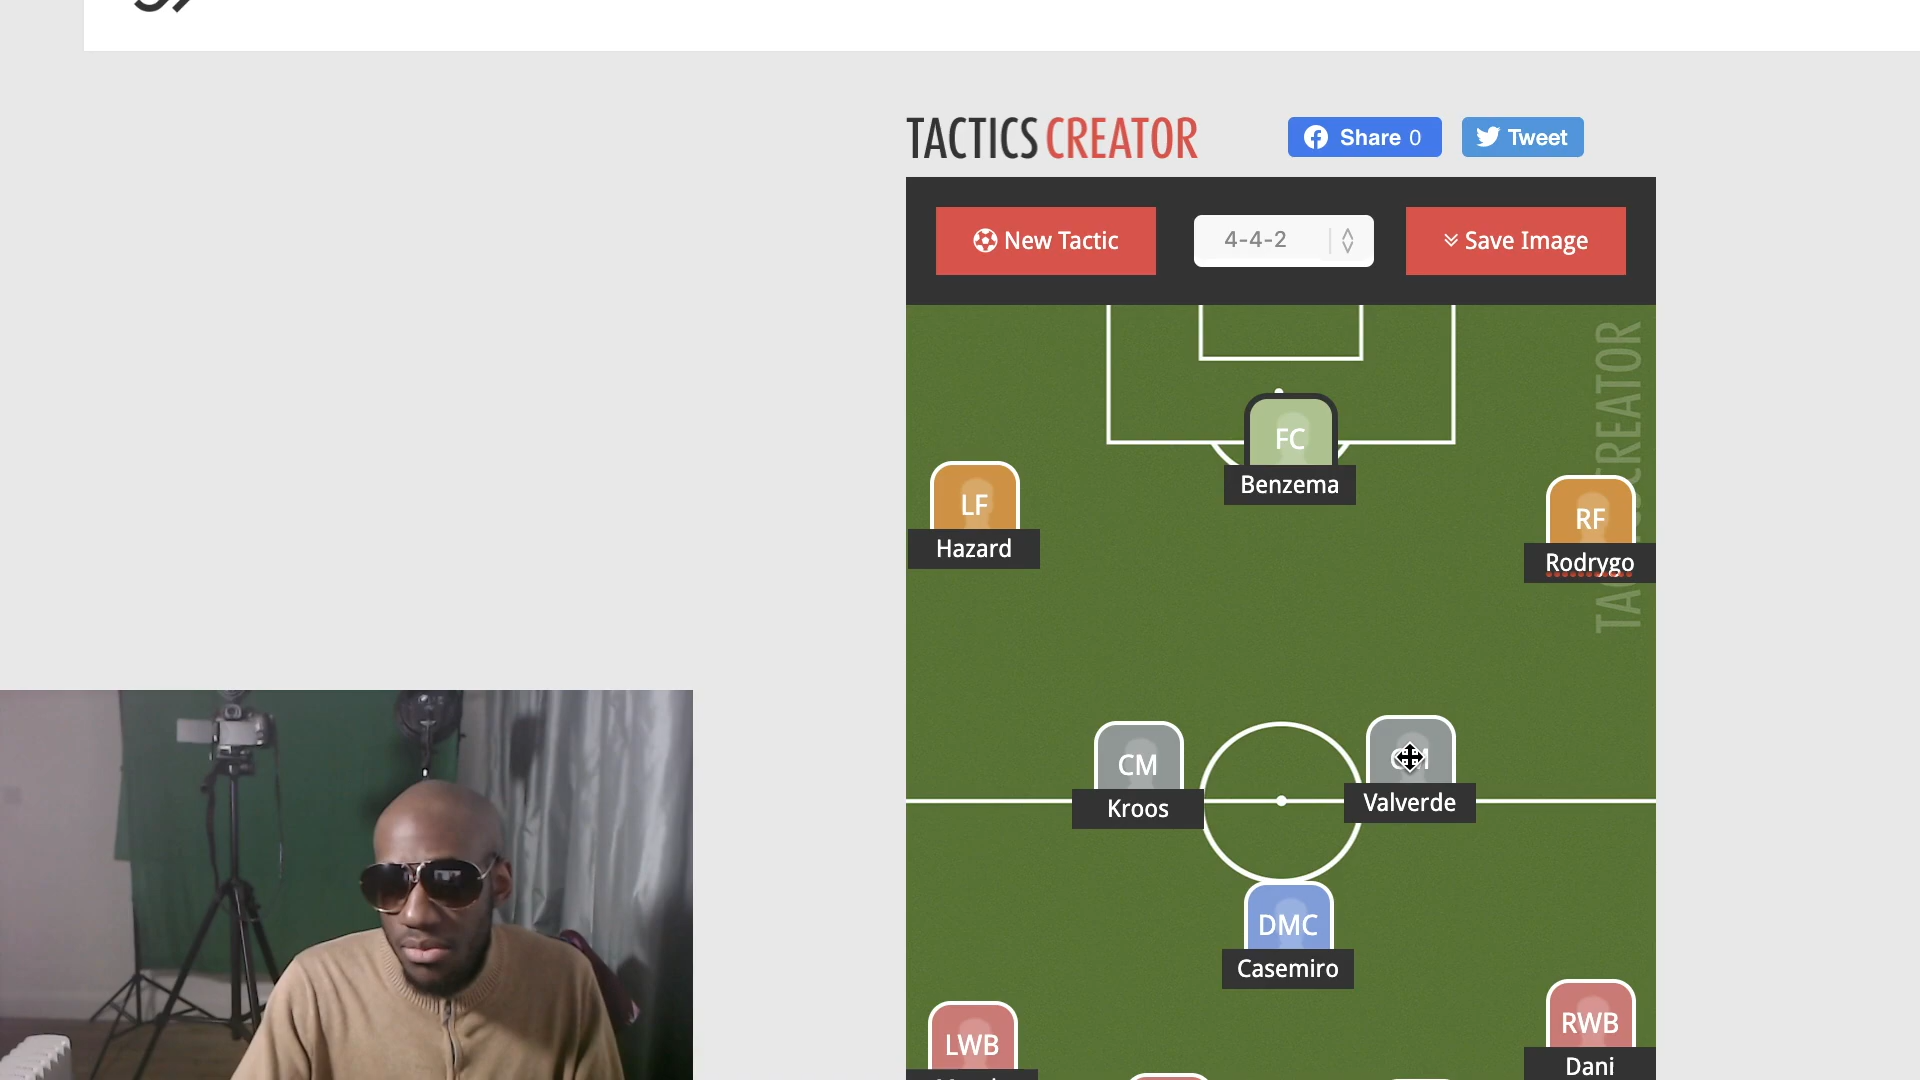 TACTICS CREATOR
Share 0
Tweet
New Tactic
4-4-2
Save Image
TACTICS CREATOR
FC
Benzema
LF
Hazard
RF
Rodrygo
CM
Kroos
Valverde
DMC
Casemiro
LWB
RWB
Dani